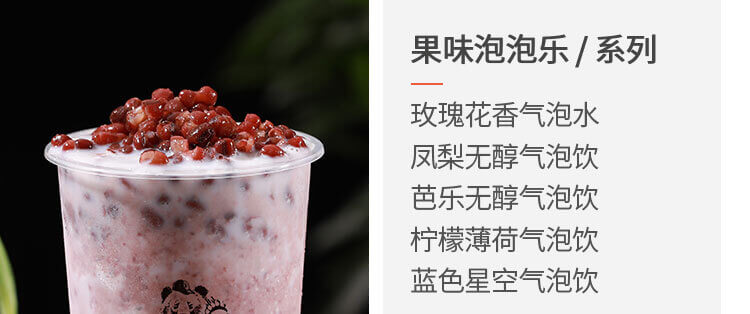 果味泡泡乐 / 系列
玫瑰花香气泡水
凤梨无醇气泡饮
芭乐无醇气泡饮
柠檬薄荷气泡饮
蓝色星空气泡饮